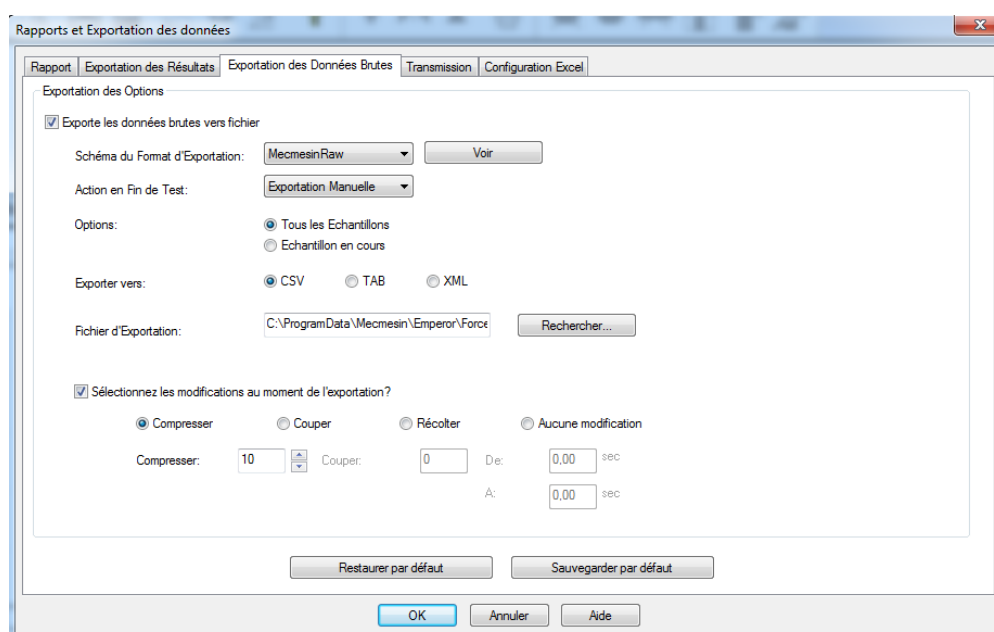 Rapports et Exportation des données
Rapport Exportation des Résultats Exportation des Données Brutes Transmission Configuration Excel
Exportation des Options
Exporte les données brutes vers fichier
Schéma du Format d'Exportation: MecmesinRaw Voir
Action en Fin de Test: Exportation Manuelle
Options: Tous les Echantillons
Echantillon en cours
Exporter vers: CSV TAB XML
Fichier d'Exportation: C:\ProgramData\Mecmesin\Emperor\Force Rechercher...
Sélectionnez les modifications au moment de l'exportation?
Compresser Couper Récolter Aucune modification
Compresser: 10 Couper: 0 De: 0,00 sec
A: 0,00 sec
Restaurer par défaut Sauvegarder par défaut
OK Annuler Aide